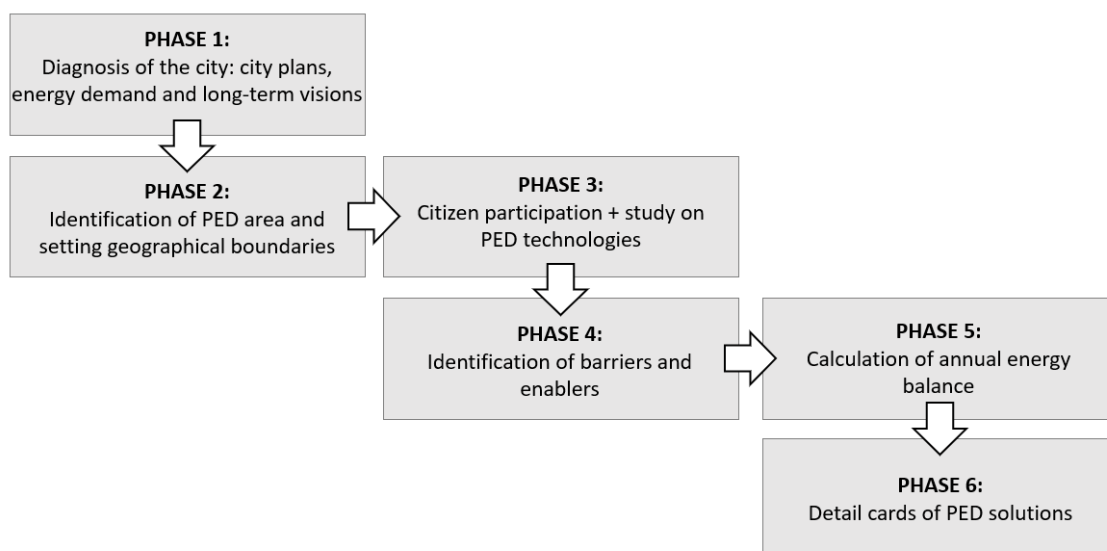 PHASE 1:
Diagnosis of the city: city plans,
energy demand and long-term visions
PHASE 2:
Identification of PED area and
setting geographical boundaries
PHASE 3:
Citizen participation + study on
PED technologies
PHASE 4:
Identification of barriers and
enablers
PHASE 5:
Calculation of annual energy
balance
PHASE 6:
Detail cards of PED solutions